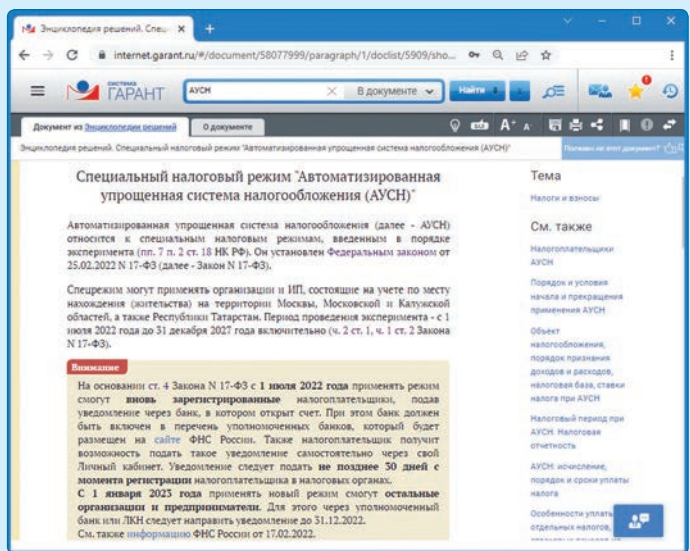 Энциклопедия решений. Спец
internet.garant.ru/#/document/58077999/paragraph/1/doclist/5909/sho...
СИСТЕМА
ГАРАНТ
АУСН
В документе
Найти
Документ из Энциклопедии решений
О документе
A+ A-
Энциклопедия решений. Специальный налоговый режим "Автоматизированная упрощенная система налогообложения (АУСН)"
Полезен ли этот документ?
Специальный налоговый режим "Автоматизированная
упрощенная система налогообложения (АУСН)"
Автоматизированная упрощенная система налогообложения (далее - АУСН)
относится к специальным налоговым режимам, введенным в порядке
эксперимента (пп. 7 п. 2 ст. 18 НК РФ). Он установлен Федеральным законом от
25.02.2022 N 17-ФЗ (далее - Закон N 17-ФЗ).
Спецрежим могут применять организации и ИП, состоящие на учете по месту
нахождения (жительства) на территории Москвы, Московской и Калужской
областей, а также Республики Татарстан. Период проведения эксперимента - с 1
июля 2022 года до 31 декабря 2027 года включительно (ч. 2 ст. 1, ч. 1 ст. 2 Закона
N 17-ФЗ).
Внимание
На основании ст. 4 Закона N 17-ФЗ с 1 июля 2022 года применять режим
смогут вновь зарегистрированные налогоплательщики, подав
уведомление через банк, в котором открыт счет. При этом банк должен
быть включен в перечень уполномоченных банков, который будет
размещен на сайте ФНС России. Также налогоплательщик получит
возможность подать такое уведомление самостоятельно через свой
Личный кабинет. Уведомление следует подать не позднее 30 дней с
момента регистрации налогоплательщика в налоговых органах.
С 1 января 2023 года применять новый режим смогут остальные
организации и предприниматели. Для этого через уполномоченный
банк или ЛКН следует направить уведомление до 31.12.2022.
См. также информацию ФНС России от 17.02.2022.
Тема
Налоги и взносы
См. также
Налогоплательщики
АУСН
Порядок и условия
начала и прекращения
применения АУСН
Объект
налогообложения,
порядок признания
доходов и расходов,
налоговая база, ставки
налога при АУСН
Налоговый период при
АУСН. Налоговая
отчетность
АУСН: исчисление,
порядок и сроки уплаты
налога
Особенности уплаты
отдельных налогов,